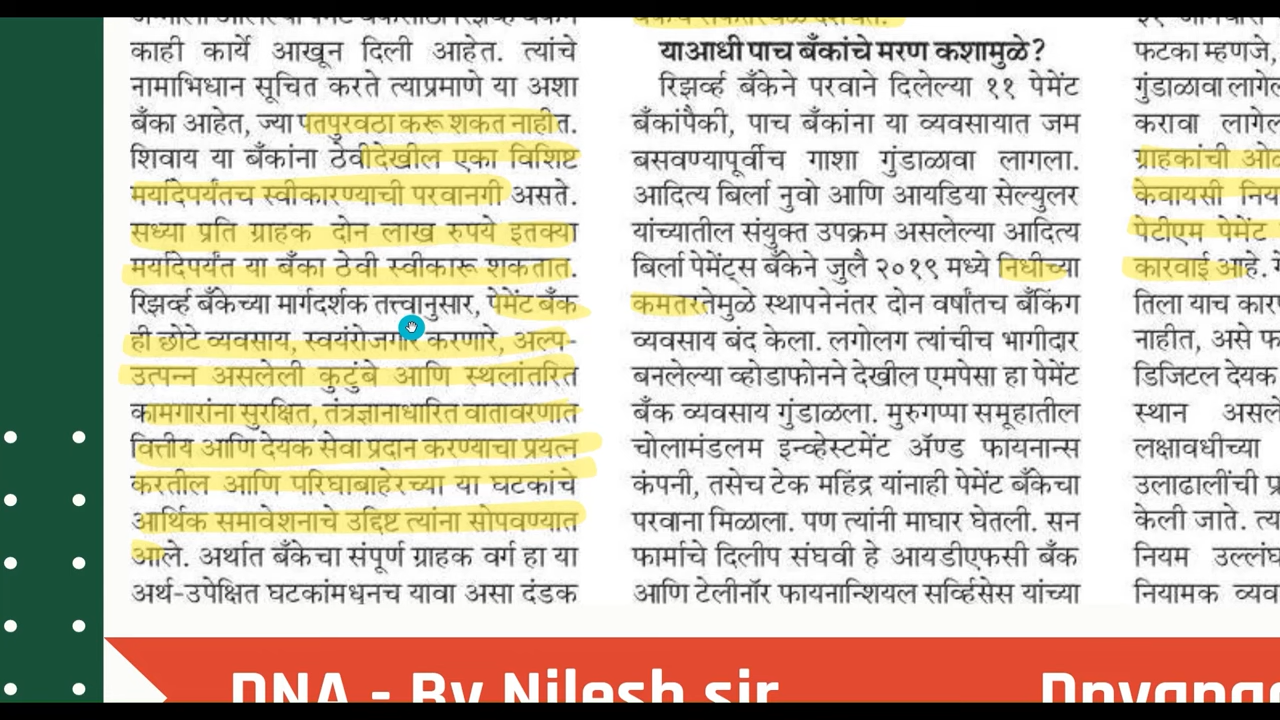 काही कार्ये आखून दिली आहेत. त्यांचे
नामाभिधान सूचित करते त्याप्रमाणे या अशा
बँका आहेत, ज्या पतपुरवठा करू शकत नाहीत.
शिवाय या बँकांना ठेवीदेखील एका विशिष्ट
मर्यादेपर्यंतच स्वीकारण्याची परवानगी असते.
सध्या प्रति ग्राहक दोन लाख रुपये इतक्या
मर्यादेपर्यंत या बँका ठेवी स्वीकारू शकतात.
रिझर्व्ह बँकेच्या मार्गदर्शक तत्त्वानुसार, पेमेंट बँक
ही छोटे व्यवसाय, स्वयंरोजगार करणारे, अल्प-
उत्पन्न असलेली कुटुंबे आणि स्थलांतरित
कामगारांना सुरक्षित, तंत्रज्ञानाधारित वातावरणात
वित्तीय आणि देयक सेवा प्रदान करण्याचा प्रयत्न
करतील आणि परिघाबाहेरच्या या घटकांचे
आर्थिक समावेशनाचे उद्दिष्ट त्यांना सोपवण्यात
आले. अर्थात बँकेचा संपूर्ण ग्राहक वर्ग हा या
अर्थ-उपेक्षित घटकांमधूनच यावा असा दंडक
याआधी पाच बँकांचे मरण कशामुळे?
रिझर्व्ह बँकेने परवाने दिलेल्या ११ पेमेंट
बँकांपैकी, पाच बँकांना या व्यवसायात जम
बसवण्यापूर्वीच गाशा गुंडाळावा लागला.
आदित्य बिर्ला नुवो आणि आयडिया सेल्युलर
यांच्यातील संयुक्त उपक्रम असलेल्या आदित्य
बिर्ला पेमेंट्स बँकेने जुलै २०१९ मध्ये निधीच्या
कमतरतेमुळे स्थापनेनंतर दोन वर्षांतच बँकिंग
व्यवसाय बंद केला. लगोलग त्यांचीच भागीदार
बनलेल्या व्होडाफोनने देखील एमपेसा हा पेमेंट
बँक व्यवसाय गुंडाळला. मुरुगप्पा समूहातील
चोलामंडलम इन्व्हेस्टमेंट अ‍ॅण्ड फायनान्स
कंपनी, तसेच टेक महिंद्र यांनाही पेमेंट बँकेचा
परवाना मिळाला. पण त्यांनी माघार घेतली. सन
फार्माचे दिलीप संघवी हे आयडीएफसी बँक
आणि टेलीनॉर फायनान्शियल सर्व्हिसेस यांच्या
फटका म्हणजे,
गुंडाळावा लागेल
करावा लागेल
ग्राहकांची
केवायसी
पेटीएम पेमेंट
कारवाई आहे.
तिला याच
नाहीत, असे
डिजिटल देयक
स्थान
लक्षावधीच्या
उलाढालींची
केली जाते.
नियम
नियामक
DNA - By Nilesh sir